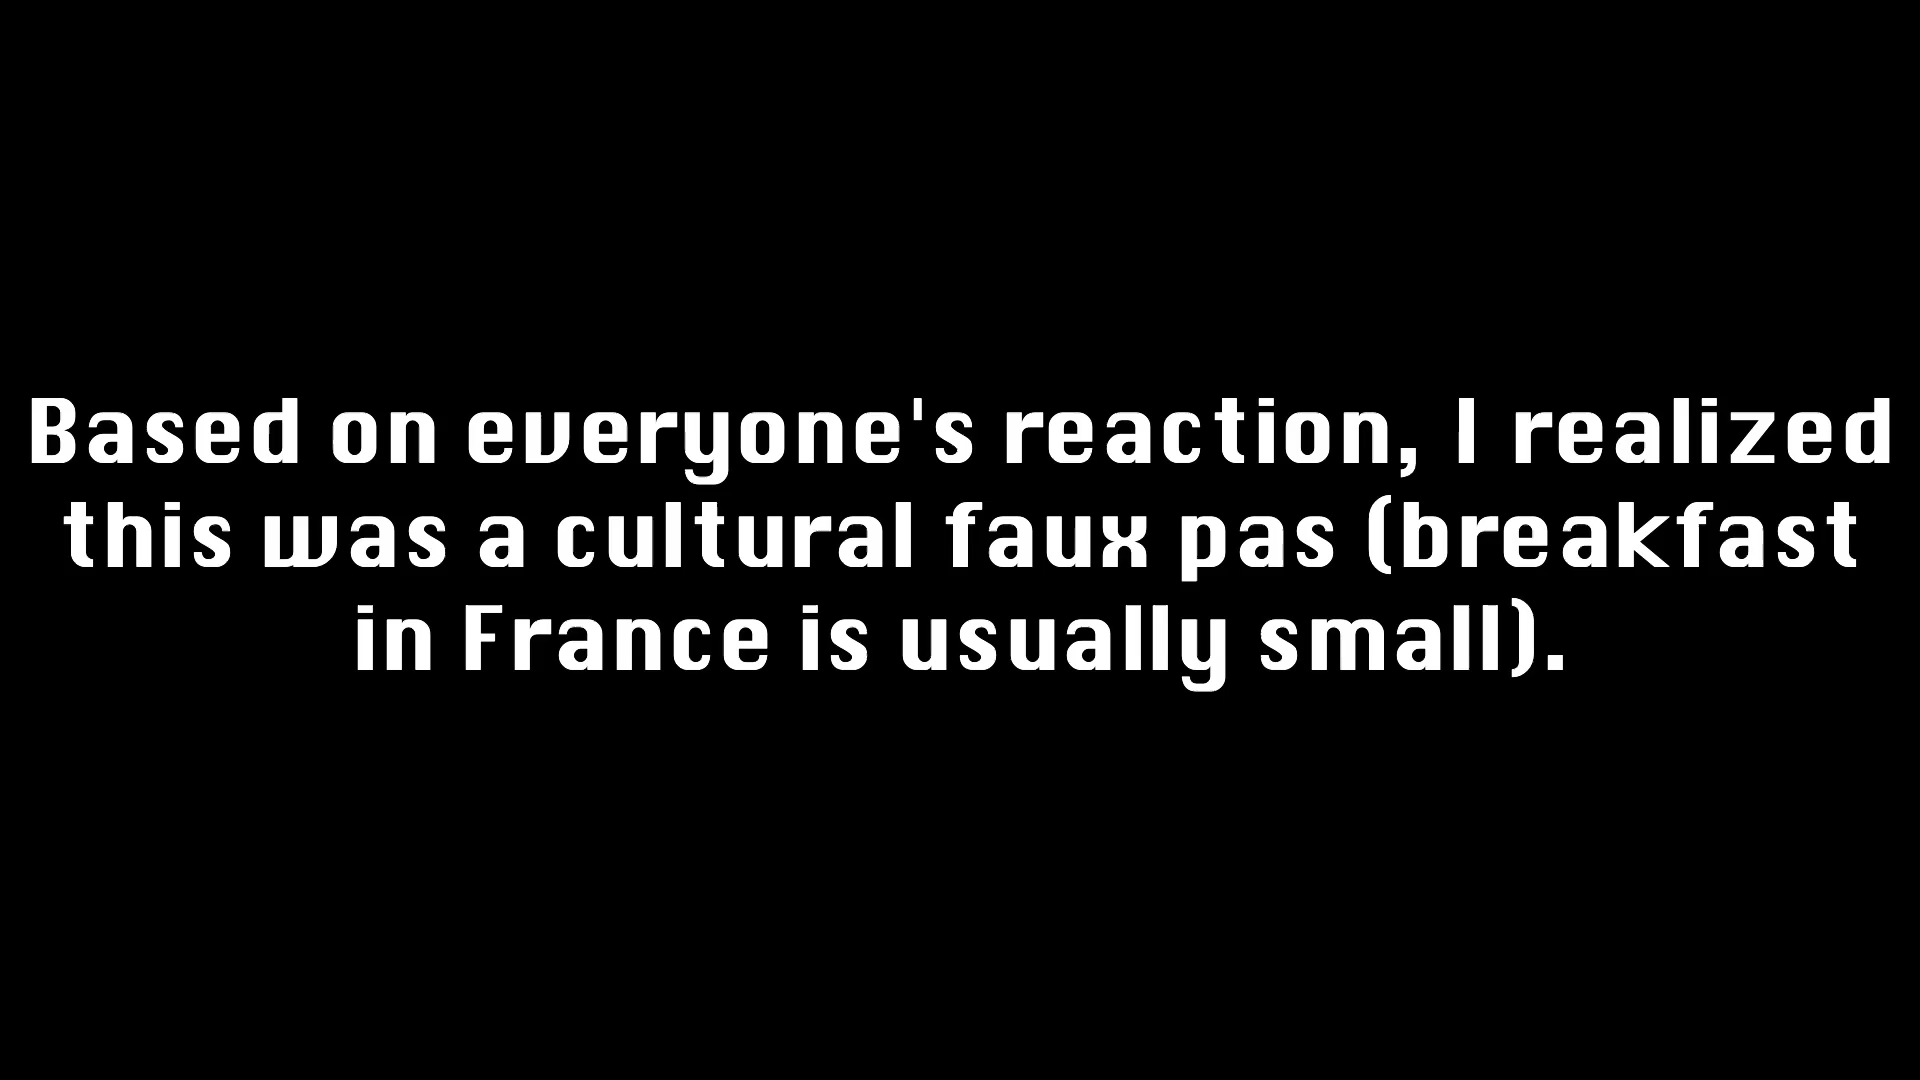 Based on everyone's reaction, I realized
this was a cultural faux pas (breakfast
in France is usually small).